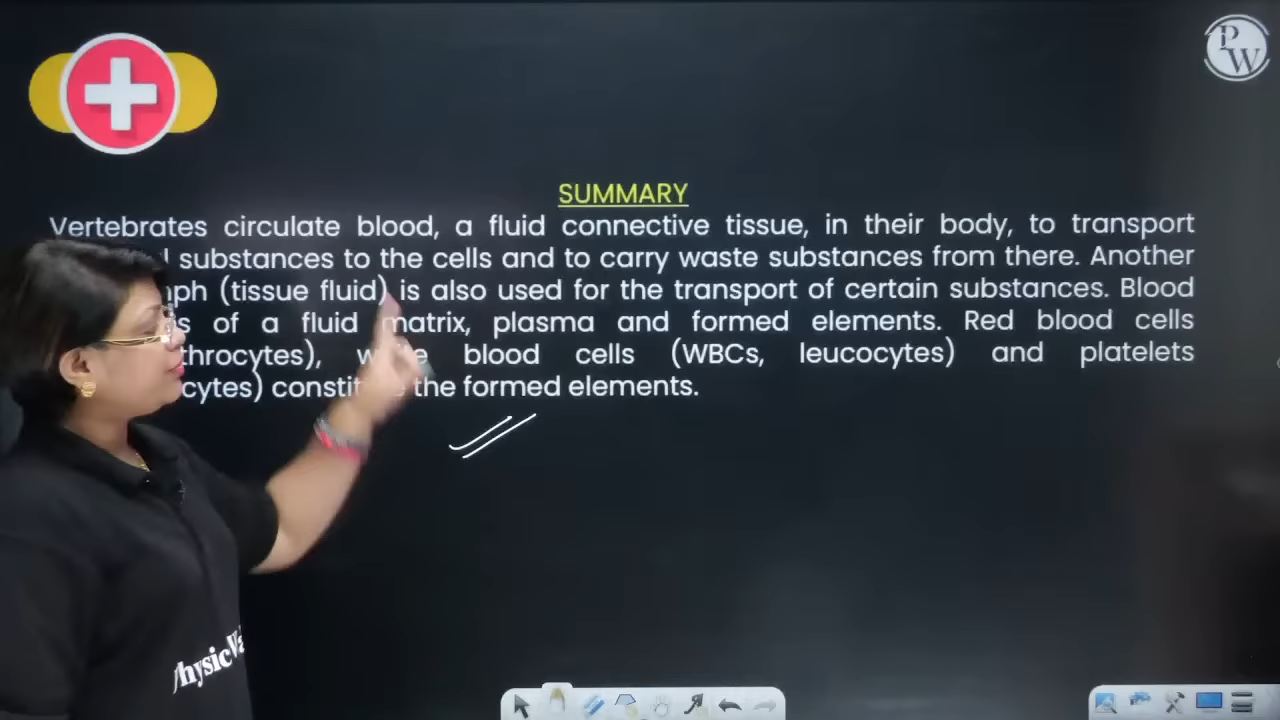 PW
SUMMARY
Vertebrates circulate blood, a fluid connective tissue, in their body, to transport
substances to the cells and to carry waste substances from there. Another
(tissue fluid) is also used for the transport of certain substances. Blood
of a fluid matrix, plasma and formed elements. Red blood cells
blood cells (WBCs, leucocytes) and platelets
the formed elements.